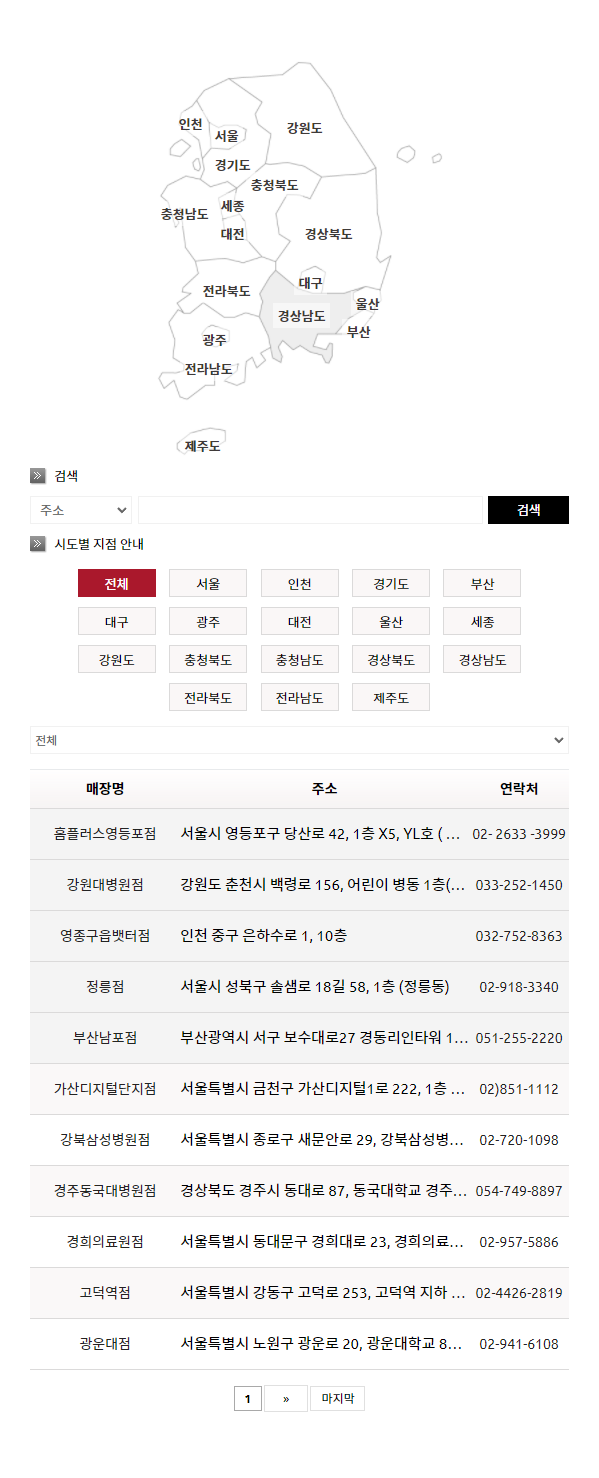 인천
서울
강원도
경기도
충청북도
세종
충청남도
대전
경상북도
대구
전라북도
울산
경상남도
부산
광주
전라남도
제주도
검색
주소 검색
시도별 지점 안내
전체 서울 인천 경기도 부산
대구 광주 대전 울산 세종
강원도 충청북도 충청남도 경상북도 경상남도
전라북도 전라남도 제주도
전체
매장명 주소 연락처
홈플러스영등포점 서울시 영등포구 당산로 42, 1층 X5, YL호 ( … 02- 2633 -3999
강원대병원점 강원도 춘천시 백령로 156, 어린이 병동 1층(… 033-252-1450
영종구읍뱃터점 인천 중구 은하수로 1, 10층 032-752-8363
정릉점 서울시 성북구 솔샘로 18길 58, 1층 (정릉동) 02-918-3340
부산남포점 부산광역시 서구 보수대로27 경동리인타워 1… 051-255-2220
가산디지털단지점 서울특별시 금천구 가산디지털1로 222, 1층 … 02)851-1112
강북삼성병원점 서울특별시 종로구 새문안로 29, 강북삼성병… 02-720-1098
경주동국대병원점 경상북도 경주시 동대로 87, 동국대학교 경주… 054-749-8897
경희의료원점 서울특별시 동대문구 경희대로 23, 경희의료… 02-957-5886
고덕역점 서울특별시 강동구 고덕로 253, 고덕역 지하 … 02-4426-2819
광운대점 서울특별시 노원구 광운로 20, 광운대학교 8… 02-941-6108
1 » 마지막